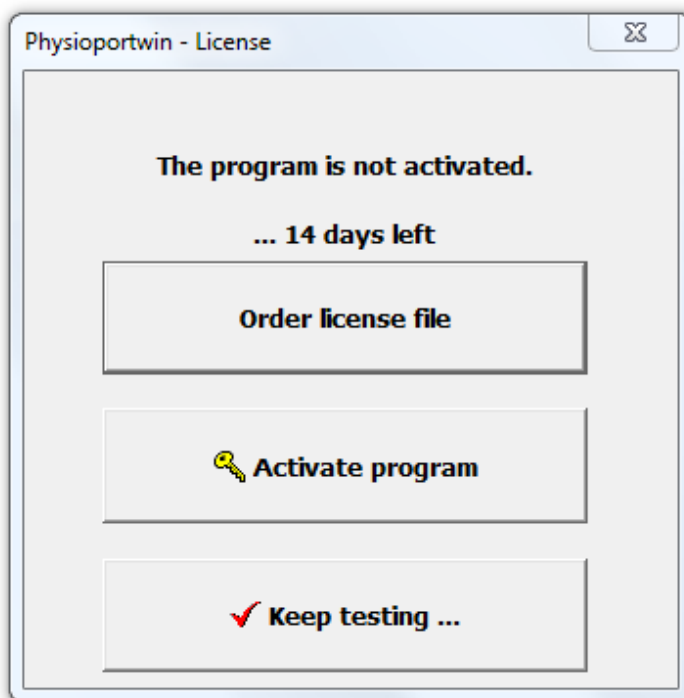 Physioportwin - License
The program is not activated.
... 14 days left
Order license file
Activate program
Keep testing ...